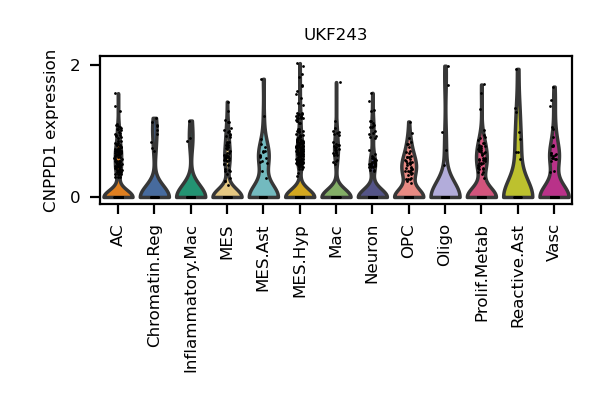 UKF243
CNPPD1 expression
2
0
AC
Chromatin.Reg
Inflammatory.Mac
MES
MES.Ast
MES.Hyp
Mac
Neuron
OPC
Oligo
Prolif.Metab
Reactive.Ast
Vasc